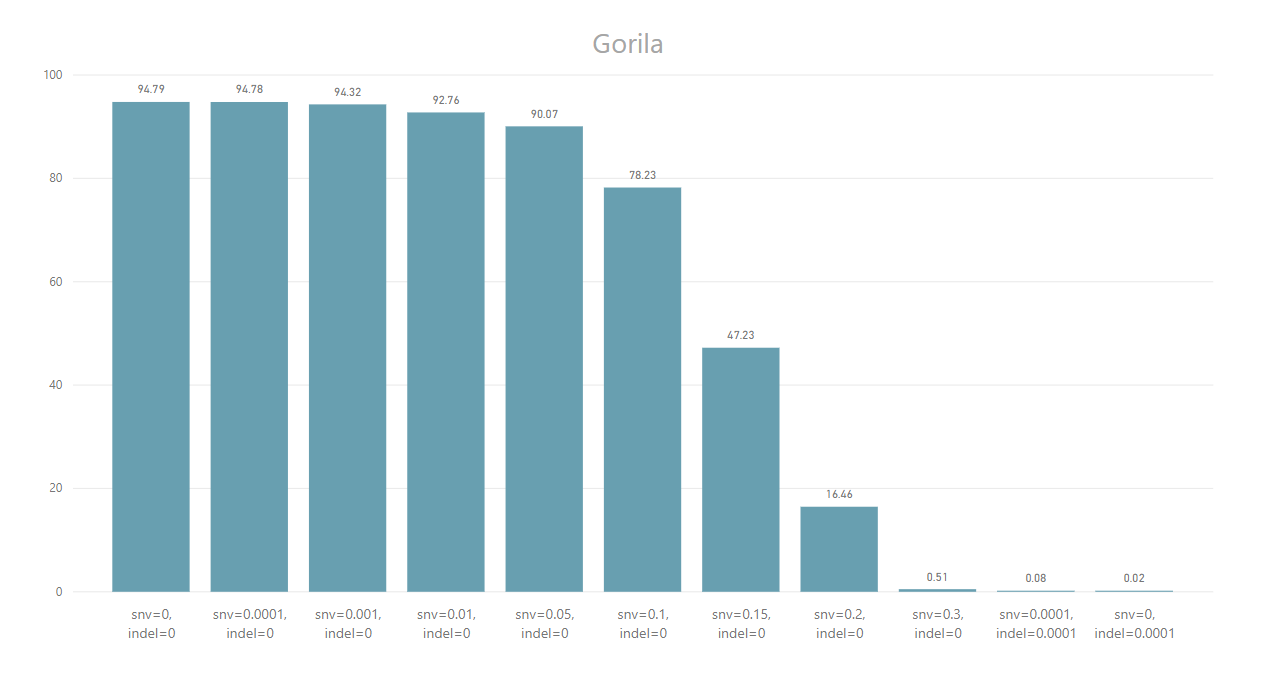 Gorila
100
80
60
40
20
0
94.79
94.78
94.32
92.76
90.07
78.23
47.23
16.46
0.51
0.08
0.02
snv=0,
indel=0
snv=0.0001,
indel=0
snv=0.001,
indel=0
snv=0.01,
indel=0
snv=0.05,
indel=0
snv=0.1,
indel=0
snv=0.15,
indel=0
snv=0.2,
indel=0
snv=0.3,
indel=0
snv=0.0001,
indel=0.0001
snv=0,
indel=0.0001